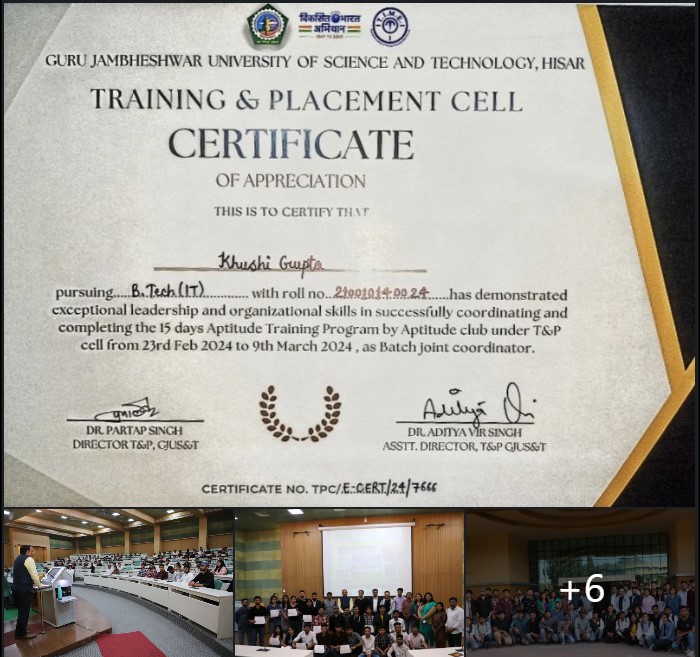 विकसित भारत
अभियान
GURU JAMBHESHWAR UNIVERSITY OF SCIENCE AND TECHNOLOGY, HISAR
TRAINING & PLACEMENT CELL
CERTIFICATE
OF APPRECIATION
THIS IS TO CERTIFY THAT
Khushi Gupta
pursuing.....B.Tech(IT)............ with roll no...has demonstrated
exceptional leadership and organizational skills in successfully coordinating and
completing the 15 days Aptitude Training Program by Aptitude club under T&P
cell from 23rd Feb 2024 to 9th March 2024 , as Batch joint coordinator.
DR. PARTAP SINGH
DIRECTOR T&P, GJUS&T
DR. ADITYA VIR SINGH
ASSTT. DIRECTOR, T&P GJUS&T
CERTIFICATE NO. TPC/.E-CERT/24/7666
+6